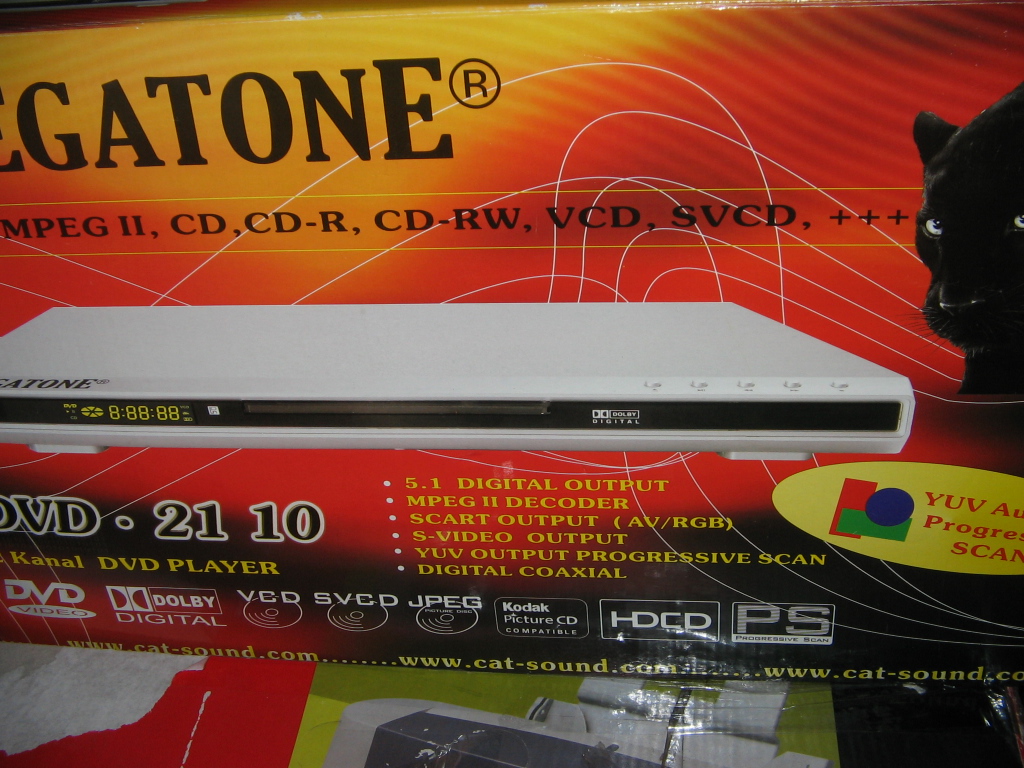 EGATONE®
MPEG II, CD,CD-R, CD-RW, VCD, SVCD, +++
GATONE®
DVD
8:88:88
DOLBY
DIGITAL
DVD · 21 10
Kanal DVD PLAYER
• 5.1 DIGITAL OUTPUT
• MPEG II DECODER
• SCART OUTPUT (AV/RGB)
• S-VIDEO OUTPUT
• YUV OUTPUT PROGRESSIVE SCAN
• DIGITAL COAXIAL
YUV Au
Progres
SCAN
DVD
VIDEO
DOLBY
DIGITAL
VCD
SVCD
JPEG
PICTURE DISC
Kodak
Picture CD
COMPATIBLE
HDCD
PS
PROGRESSIVE SCAN
www.cat-sound.com.......www.cat-sound.com.......www.cat-sound.co